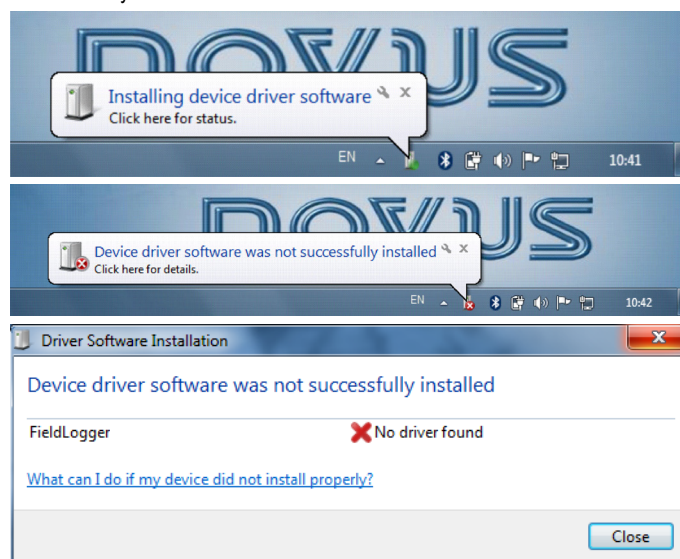 NOVUS
Installing device driver software
Click here for status.
EN
10:41
NOVUS
Device driver software was not successfully installed
Click here for details.
EN
10:42
Driver Software Installation
Device driver software was not successfully installed
FieldLogger No driver found
What can I do if my device did not install properly?
Close